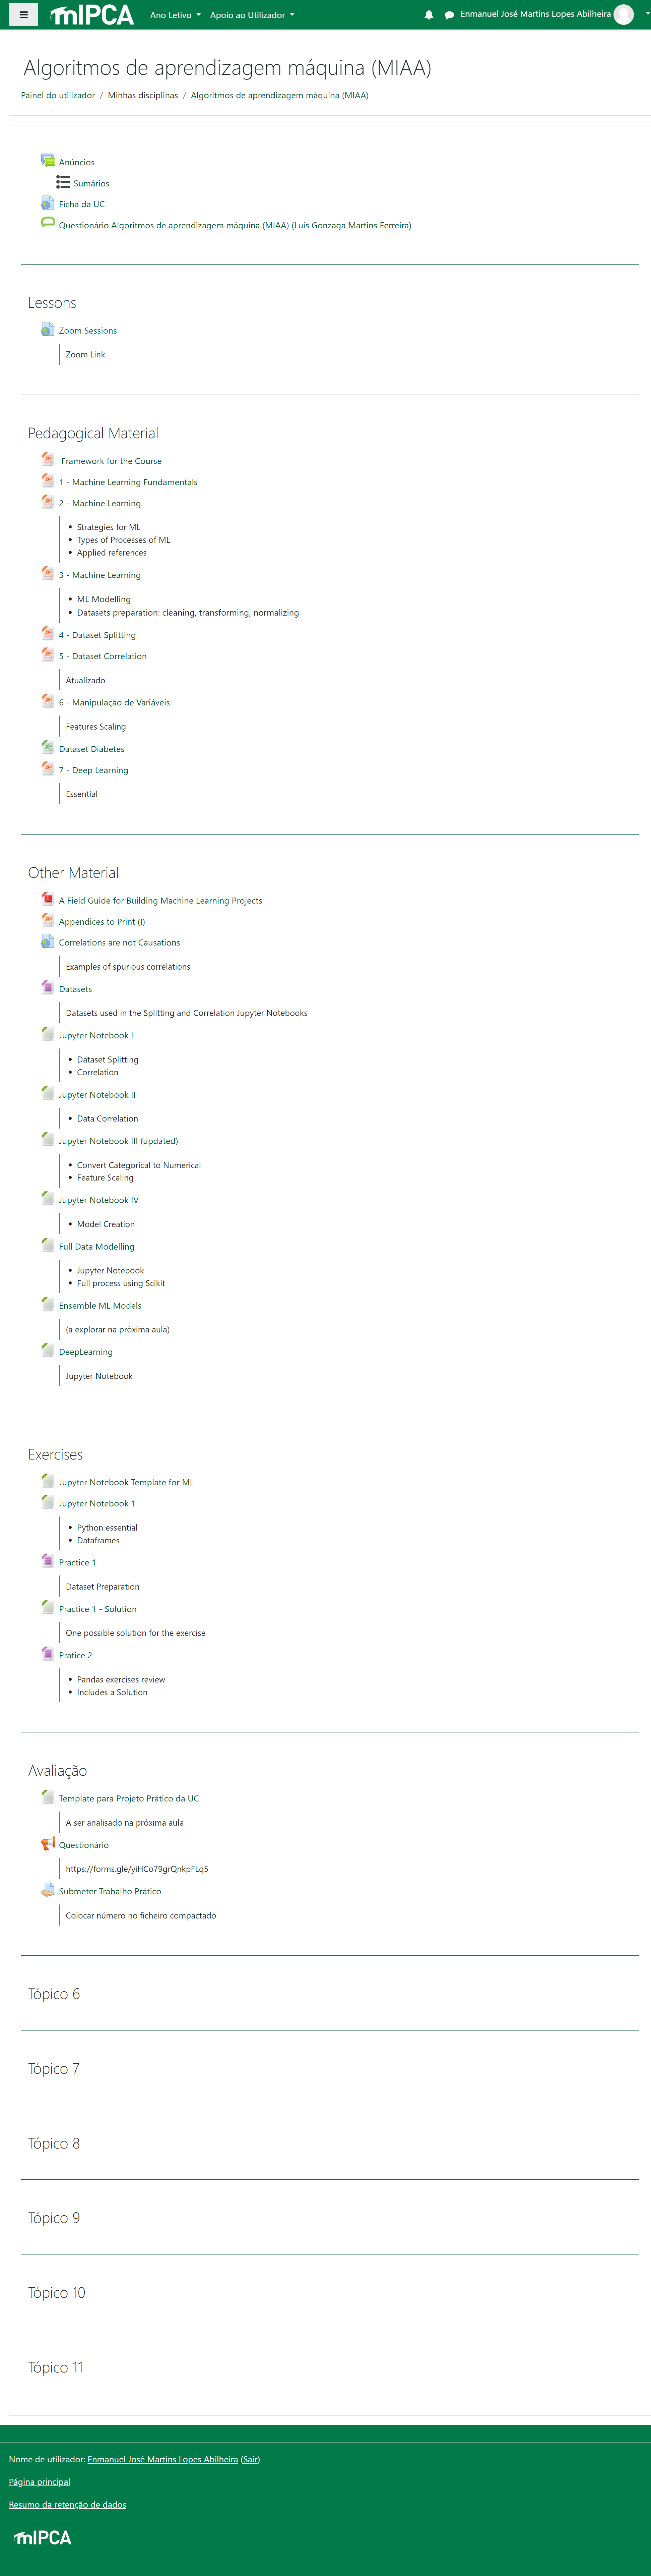 mIPCA
Ano Letivo
Apoio ao Utilizador
Enmanuel José Martins Lopes Abilheira
Algoritmos de aprendizagem máquina (MIAA)
Painel do utilizador / Minhas disciplinas / Algoritmos de aprendizagem máquina (MIAA)
Anúncios
Sumários
Ficha da UC
Questionário Algoritmos de aprendizagem máquina (MIAA) (Luis Gonzaga Martins Ferreira)
Lessons
Zoom Sessions
Zoom Link
Pedagogical Material
Framework for the Course
1 - Machine Learning Fundamentals
2 - Machine Learning
• Strategies for ML
• Types of Processes of ML
• Applied references
3 - Machine Learning
• ML Modelling
• Datasets preparation: cleaning, transforming, normalizing
4 - Dataset Splitting
5 - Dataset Correlation
Atualizado
6 - Manipulação de Variáveis
Features Scaling
Dataset Diabetes
7 - Deep Learning
Essential
Other Material
A Field Guide for Building Machine Learning Projects
Appendices to Print (I)
Correlations are not Causations
Examples of spurious correlations
Datasets
Datasets used in the Splitting and Correlation Jupyter Notebooks
Jupyter Notebook I
• Dataset Splitting
• Correlation
Jupyter Notebook II
• Data Correlation
Jupyter Notebook III (updated)
• Convert Categorical to Numerical
• Feature Scaling
Jupyter Notebook IV
• Model Creation
Full Data Modelling
• Jupyter Notebook
• Full process using Scikit
Ensemble ML Models
(a explorar na próxima aula)
DeepLearning
Jupyter Notebook
Exercises
Jupyter Notebook Template for ML
Jupyter Notebook 1
• Python essential
• Dataframes
Practice 1
Dataset Preparation
Practice 1 - Solution
One possible solution for the exercise
Pratice 2
• Pandas exercises review
• Includes a Solution
Avaliação
Template para Projeto Prático da UC
A ser analisado na próxima aula
Questionário
https://forms.gle/yiHCo79grQnkpFLq5
Submeter Trabalho Prático
Colocar número no ficheiro compactado
Tópico 6
Tópico 7
Tópico 8
Tópico 9
Tópico 10
Tópico 11
Nome de utilizador: Enmanuel José Martins Lopes Abilheira (Sair)
Página principal
Resumo da retenção de dados
mIPCA